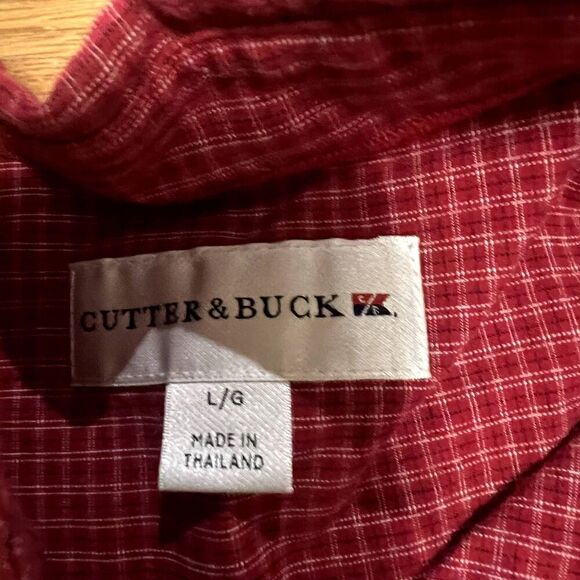 CUTTER & BUCK
L/G
MADE IN
THAILAND